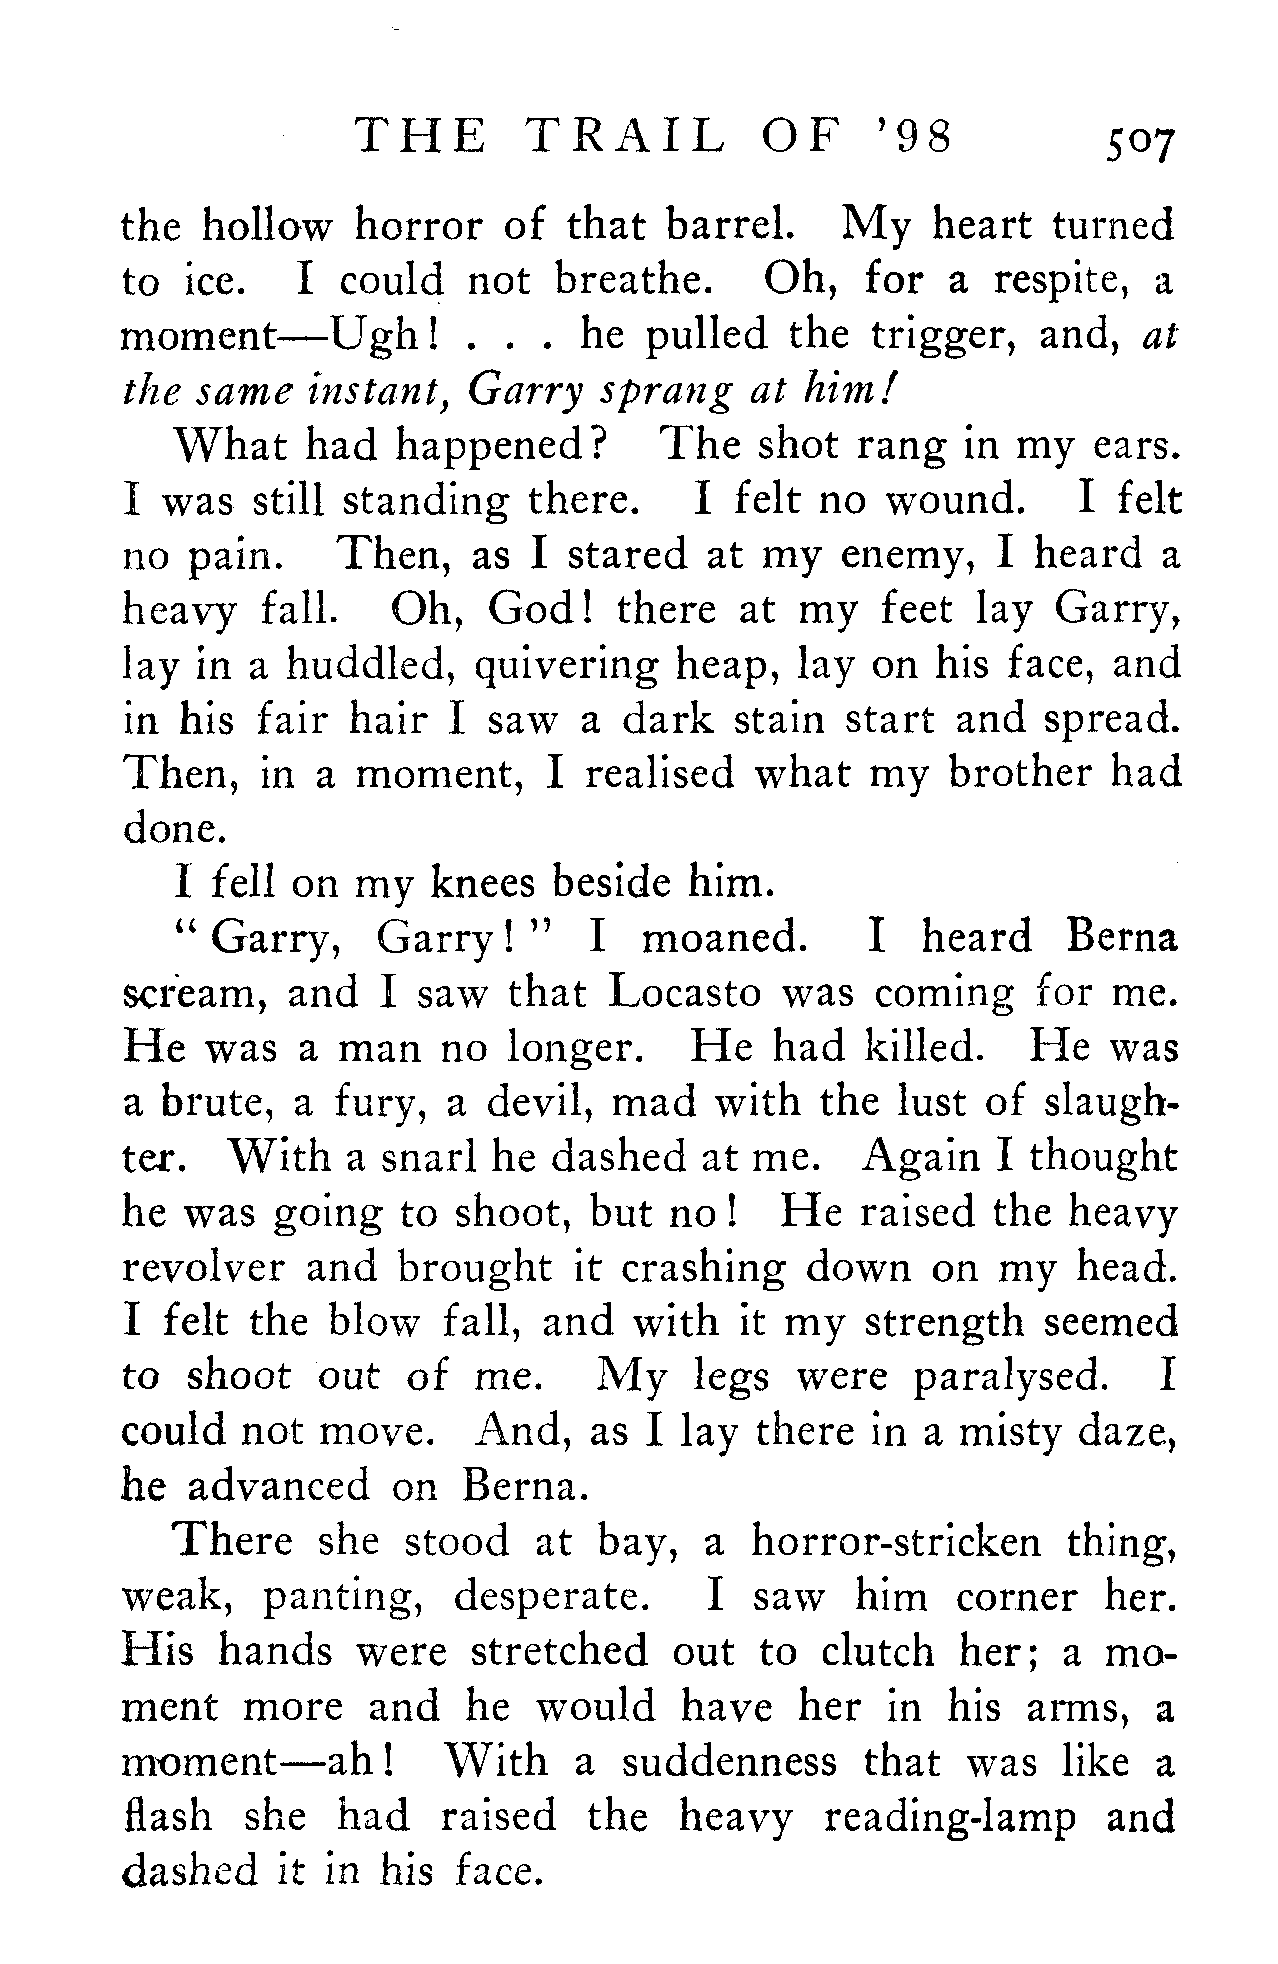 THE TRAIL OF '98 507
the hollow horror of that barrel. My heart turned
to ice. I could not breathe. Oh, for a respite, a
moment—Ugh! . . . he pulled the trigger, and, at
the same instant, Garry sprang at him!
What had happened? The shot rang in my ears.
I was still standing there. I felt no wound. I felt
no pain. Then, as I stared at my enemy, I heard a
heavy fall. Oh, God! there at my feet lay Garry,
lay in a huddled, quivering heap, lay on his face, and
in his fair hair I saw a dark stain start and spread.
Then, in a moment, I realised what my brother had
done.
I fell on my knees beside him.
“ Garry, Garry! ” I moaned. I heard Berna
scream, and I saw that Locasto was coming for me.
He was a man no longer. He had killed. He was
a brute, a fury, a devil, mad with the lust of slaugh-
ter. With a snarl he dashed at me. Again I thought
he was going to shoot, but no! He raised the heavy
revolver and brought it crashing down on my head.
I felt the blow fall, and with it my strength seemed
to shoot out of me. My legs were paralysed. I
could not move. And, as I lay there in a misty daze,
he advanced on Berna.
There she stood at bay, a horror-stricken thing,
weak, panting, desperate. I saw him corner her.
His hands were stretched out to clutch her; a mo-
ment more and he would have her in his arms, a
moment—ah! With a suddenness that was like a
flash she had raised the heavy reading-lamp and
dashed it in his face.